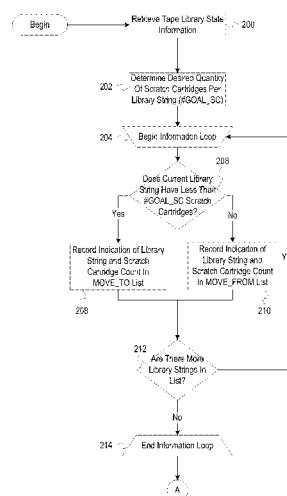 Begin
Retrieve Tape Library State
Information
200
202
Determine Desired Quantity
Of Scratch Cartridges Per
Library String (#GOAL_SC)
204
Begin Information Loop
208
Does Current Library
String Have Less Than
#GOAL_SC Scratch
Cartridges?
Yes
No
Record Indication of Library
String and Scratch
Cartridge Count In
MOVE_TO List
Record Indication of
Library String and
Scratch Cartridge Count
In MOVE_FROM List
Y
208
210
212
Are There More
Library Strings In
List?
No
214
End Information Loop
A